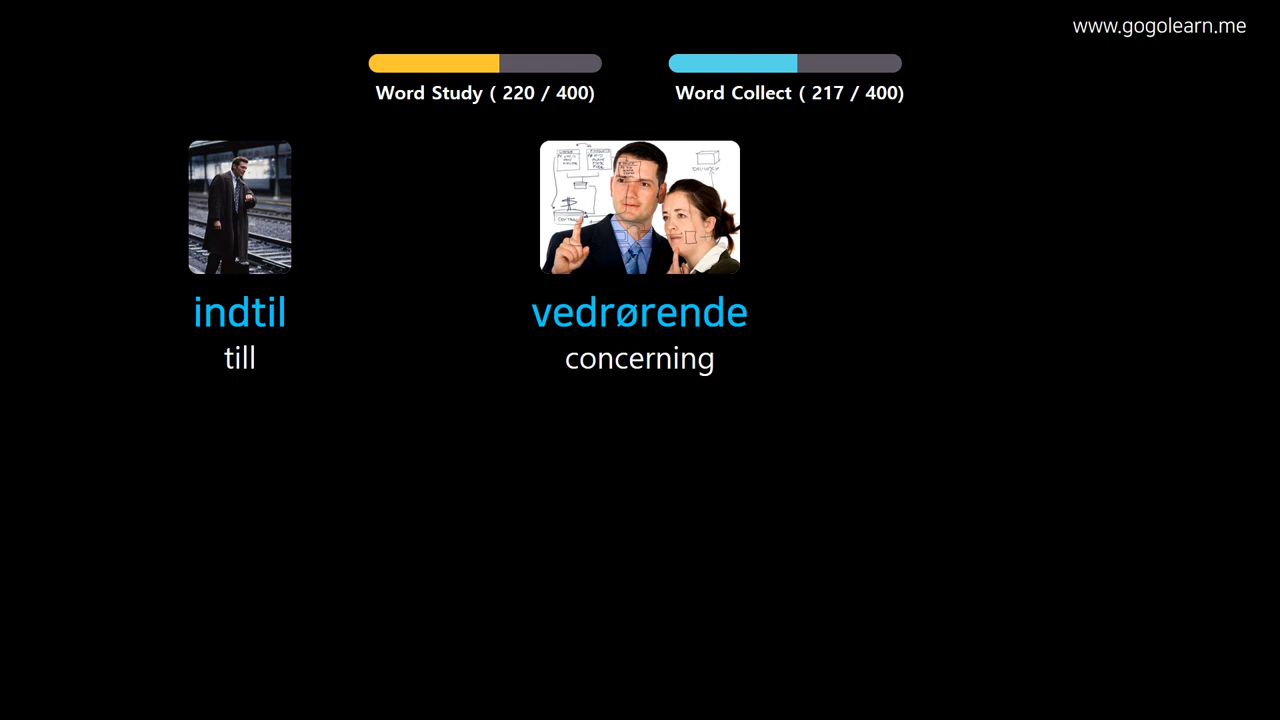 www.gogolearn.me
Word Study ( 220 / 400)
Word Collect ( 217 / 400)
indtil
till
vedrørende
concerning